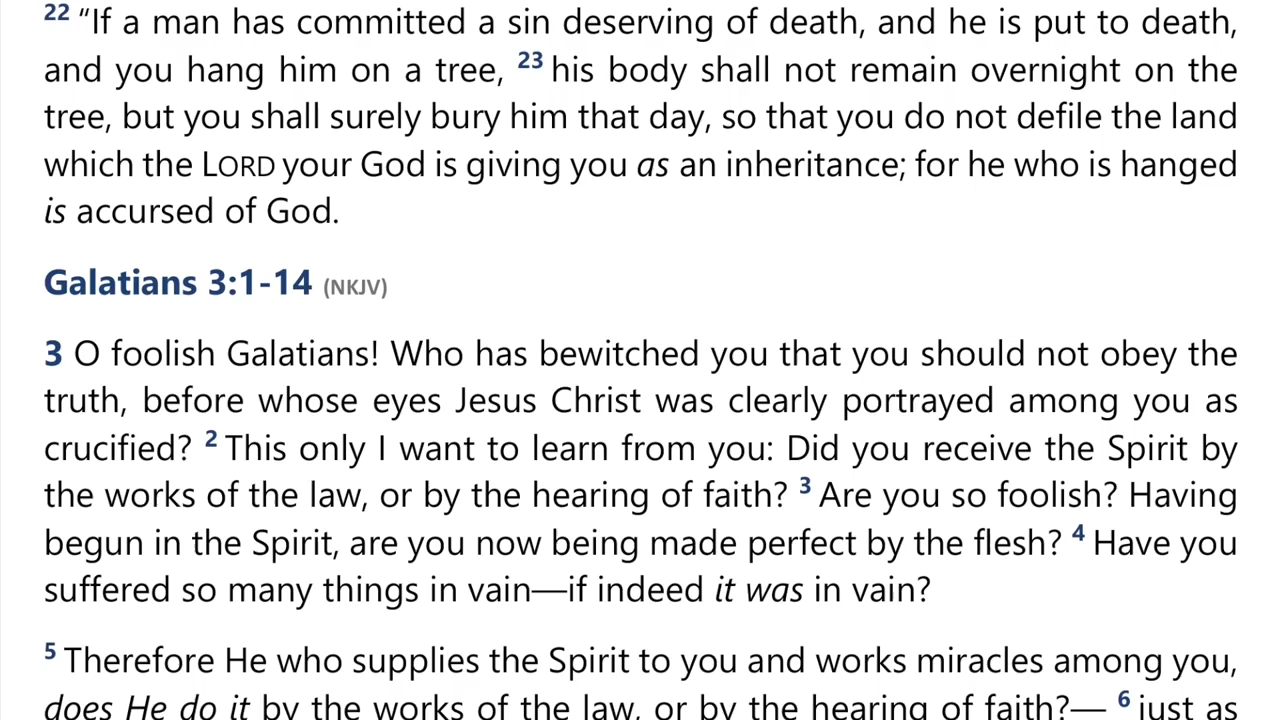 22 “If a man has committed a sin deserving of death, and he is put to death,
and you hang him on a tree, 23 his body shall not remain overnight on the
tree, but you shall surely bury him that day, so that you do not defile the land
which the LORD your God is giving you as an inheritance; for he who is hanged
is accursed of God.
Galatians 3:1-14 (NKJV)
3 O foolish Galatians! Who has bewitched you that you should not obey the
truth, before whose eyes Jesus Christ was clearly portrayed among you as
crucified? 2 This only I want to learn from you: Did you receive the Spirit by
the works of the law, or by the hearing of faith? 3 Are you so foolish? Having
begun in the Spirit, are you now being made perfect by the flesh? 4 Have you
suffered so many things in vain—if indeed it was in vain?
5 Therefore He who supplies the Spirit to you and works miracles among you,
does He do it by the works of the law, or by the hearing of faith?— 6 just as